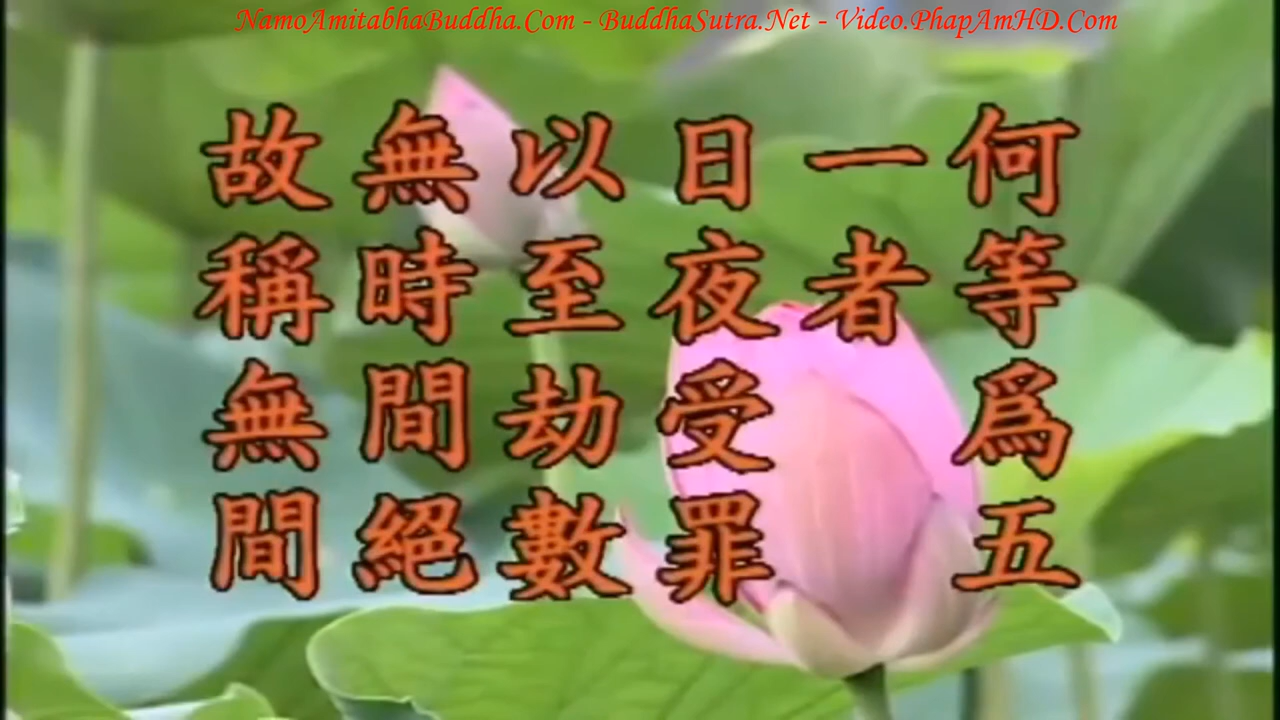 NamoAmitabhaBuddha.Com - BuddhaSutra.Net - Video.PhapAmHD.Com
何等爲五
一者
日夜受罪
以至劫數
無時間絕
故稱無間